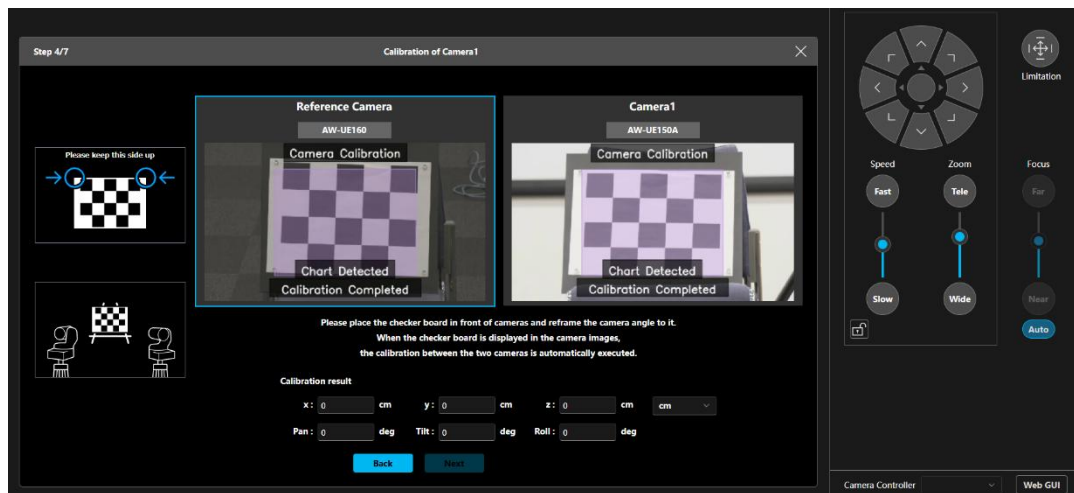 Step 4/7
Calibration of Camera1
Please keep this side up
Reference Camera
AW-UE160
Camera Calibration
Chart Detected
Calibration Completed
Camera1
AW-UE150A
Camera Calibration
Chart Detected
Calibration Completed
Please place the checker board in front of cameras and reframe the camera angle to it.
When the checker board is displayed in the camera images,
the calibration between the two cameras is automatically executed.
Calibration result
x : 0 cm y : 0 cm z : 0 cm cm
Pan : 0 deg Tilt : 0 deg Roll : 0 deg
Back Next
Limitation
Speed Zoom Focus
Fast Tele Far
Slow Wide Near
Auto
Camera Controller Web GUI